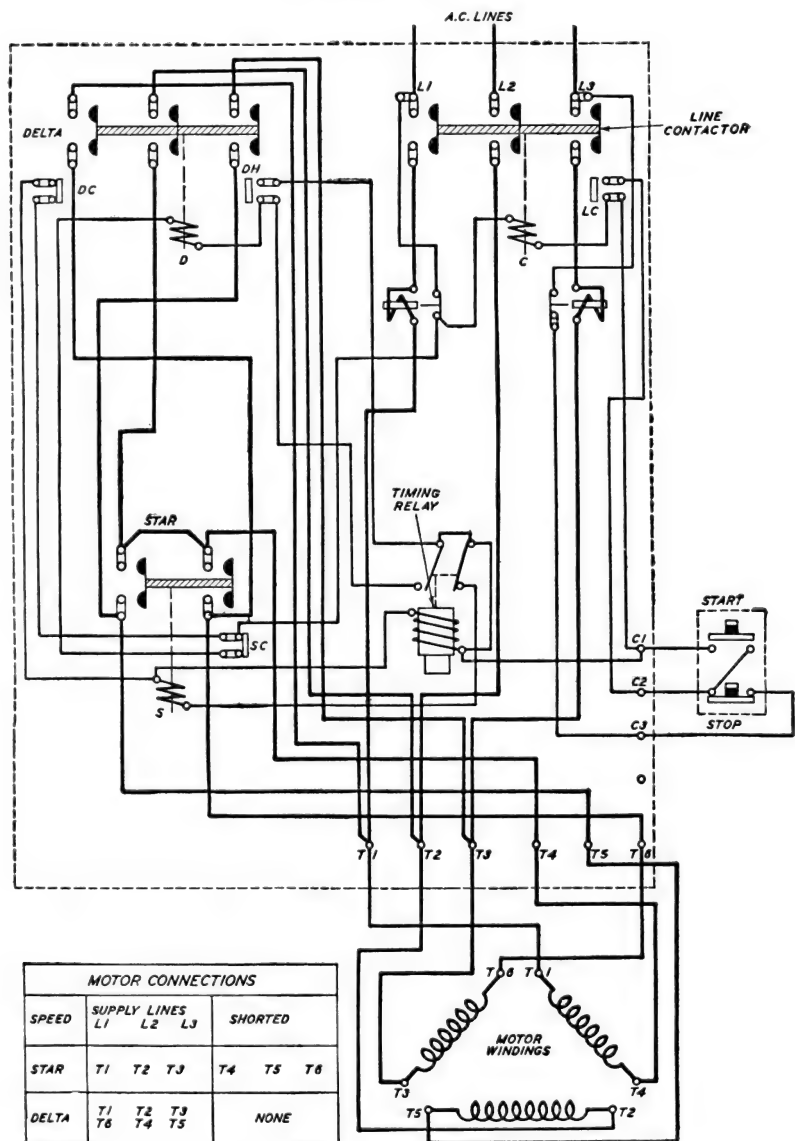 A.C. LINES
L1 L2 L3
DELTA
LINE
CONTACTOR
DC
DH
LC
D
C
TIMING
RELAY
STAR
START
C1
SC
C2
S
STOP
C3
T1 T2 T3 T4 T5 T6
T6 T1
MOTOR
WINDINGS
T3 T4
T5 T2
MOTOR CONNECTIONS
SPEED SUPPLY LINES SHORTED
L1 L2 L3
STAR T1 T2 T3 T4 T5 T6
DELTA T1 T2 T3 NONE
T6 T4 T5